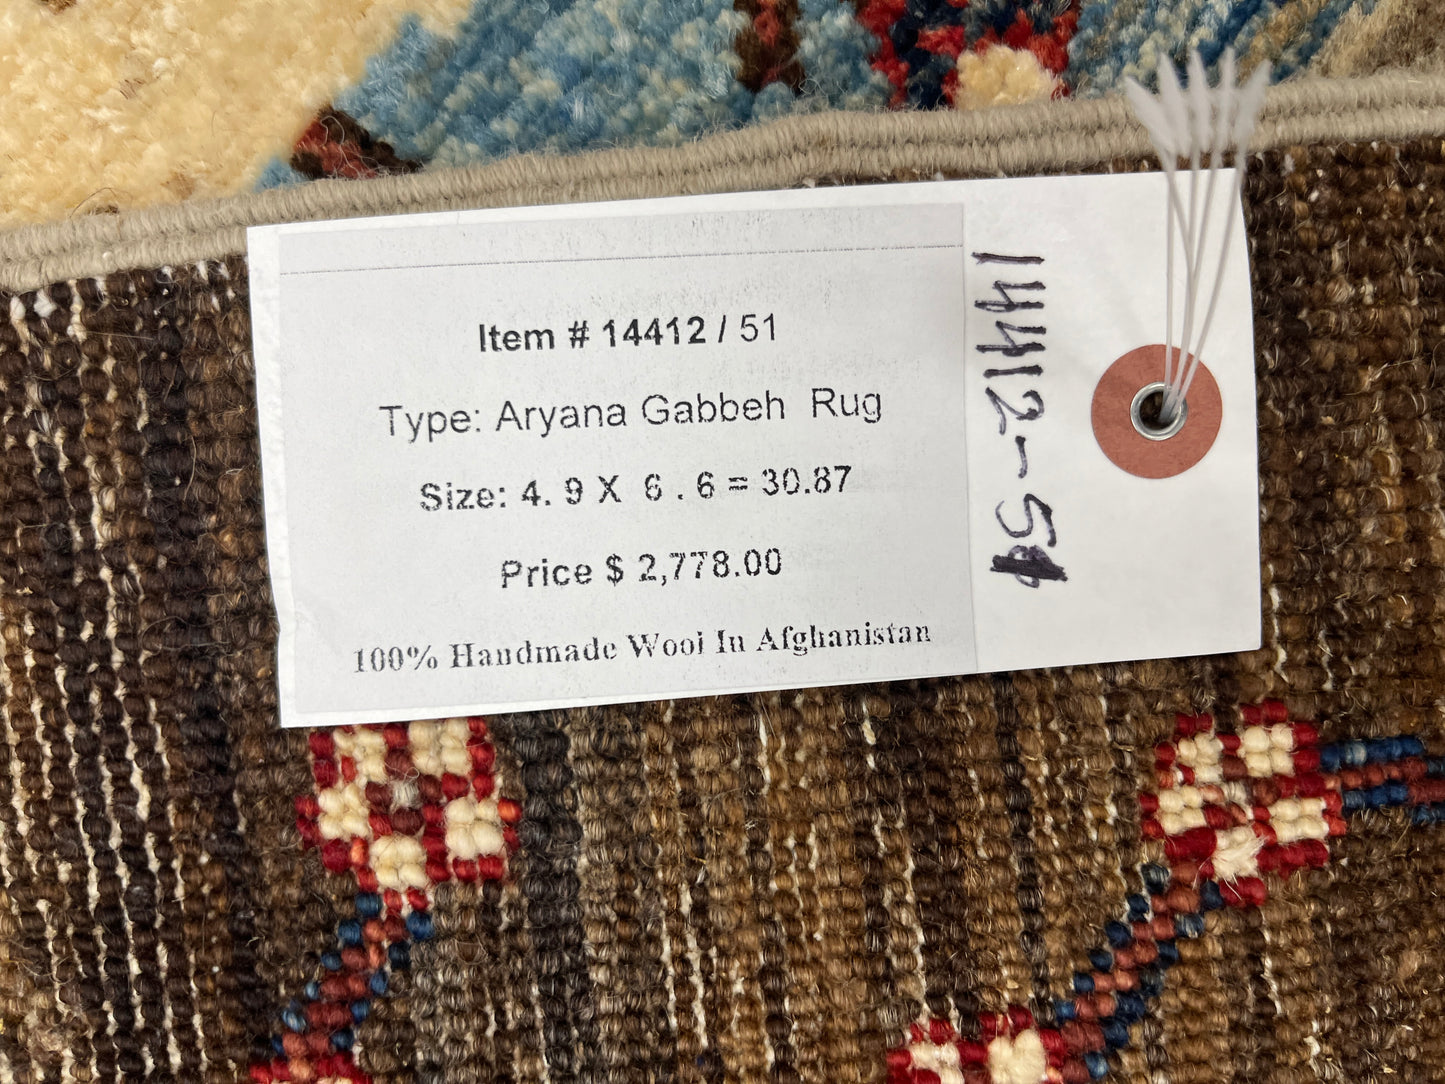 Item # 14412 / 51
Type: Aryana Gabbeh Rug
Size: 4. 9 X 6 . 6 = 30.87
Price $ 2,778.00
100% Handmade Wool In Afghanistan
14412-51